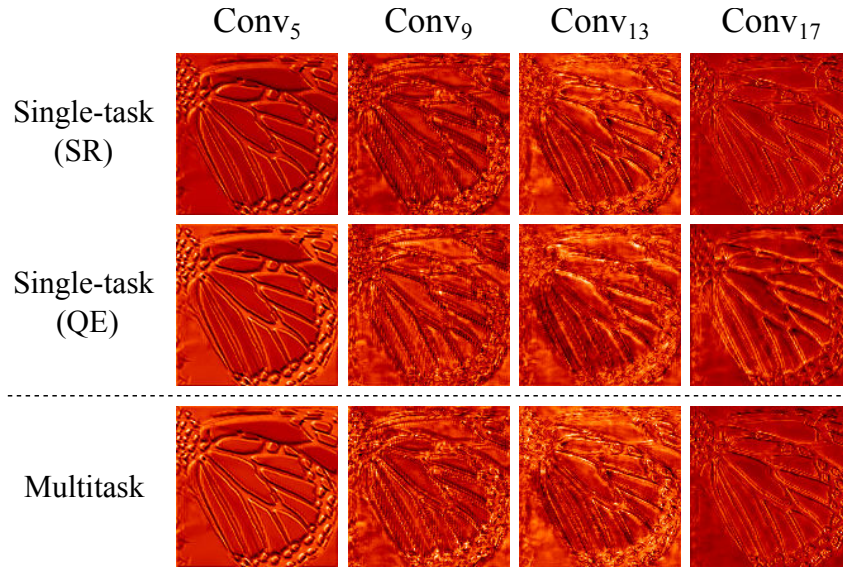 Conv₅ Conv₉ Conv₁₃ Conv₁₇
Single-task
(SR)
Single-task
(QE)
Multitask